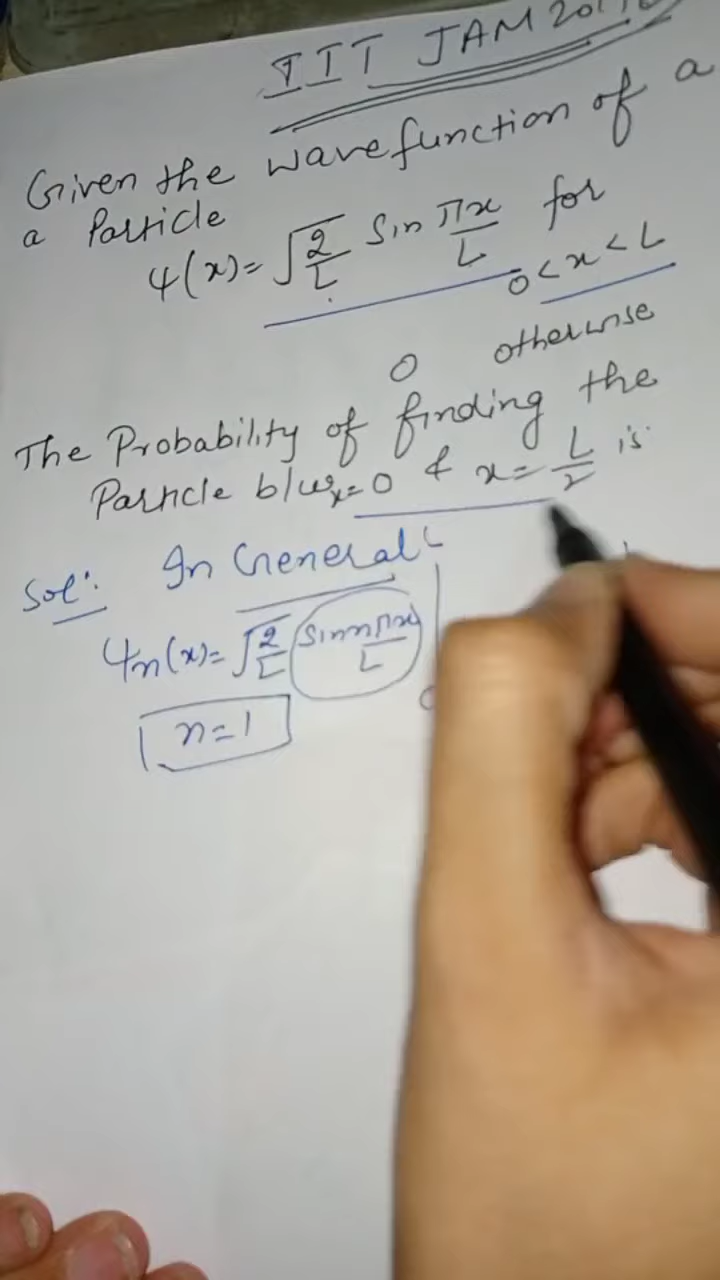 IIT JAM 201
Given the wavefunction of a
a Particle
ψ(x)=√2/L Sin πx/L for
0<x<L
0 otherwise
The Probability of finding the
Particle b/w x=0 & x=L/2 is
Sol: In General
ψn(x)=√2/L Sin nπx/L
n=1